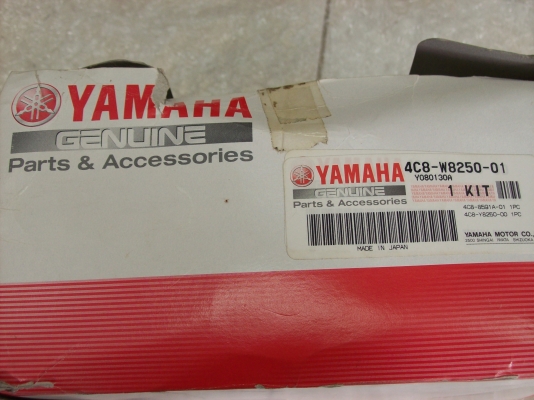 YAMAHA
GENUINE
Parts & Accessories
YAMAHA
GENUINE
Parts & Accessories
4C8-W8250-01
Y080130A
1 KIT
4C8-8591A-01 1PC
4C8-Y8250-00 1PC
MADE IN JAPAN
YAMAHA MOTOR CO.,